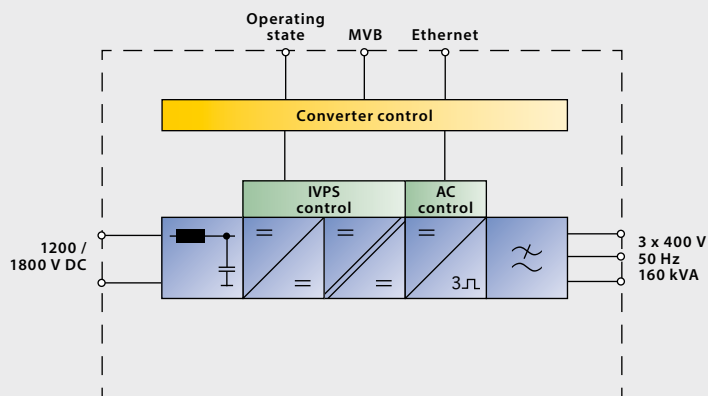 Operating
state
MVB
Ethernet
Converter control
IVPS
control
AC
control
1200 /
1800 V DC
3
3 x 400 V
50 Hz
160 kVA